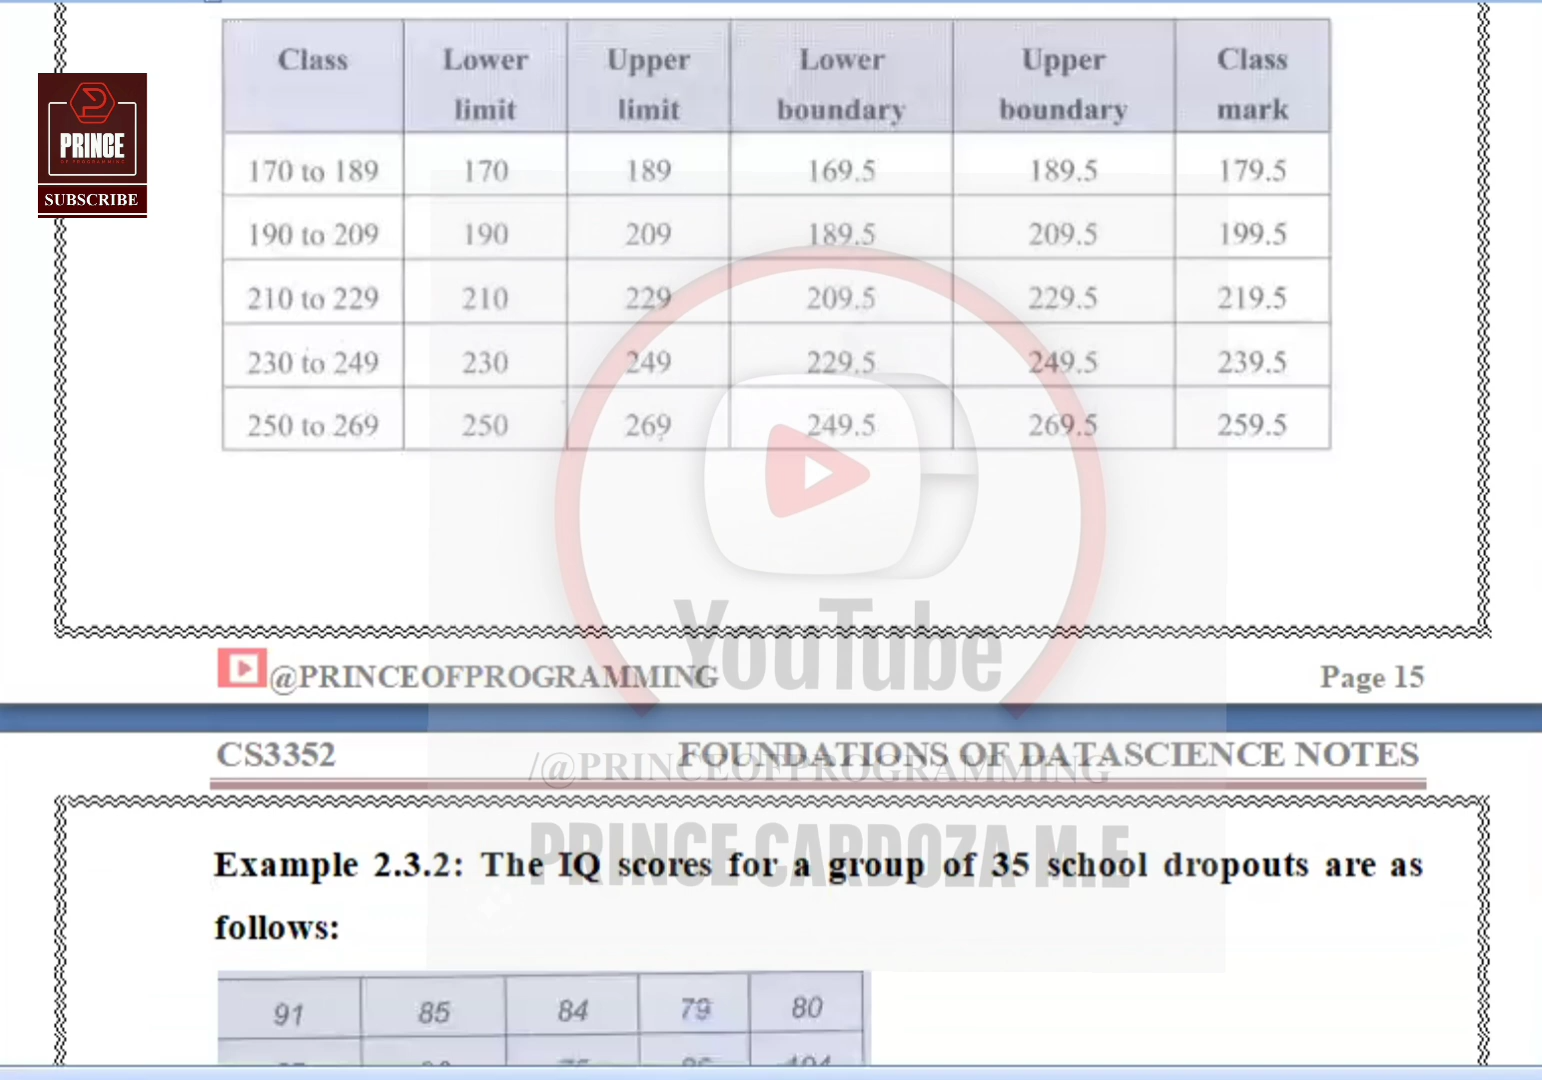 Class Lower limit Upper limit Lower boundary Upper boundary Class mark
170 to 189 170 189 169.5 189.5 179.5
190 to 209 190 209 189.5 209.5 199.5
210 to 229 210 229 209.5 229.5 219.5
230 to 249 230 249 229.5 249.5 239.5
250 to 269 250 269 249.5 269.5 259.5
PRINCE
OF PROGRAMMING
SUBSCRIBE
YouTube
@PRINCEOFPROGRAMMING Page 15
CS3352 FOUNDATIONS OF DATASCIENCE NOTES
/@PRINCEOFPROGRAMMING
PRINCE CARDOZA M.E
Example 2.3.2: The IQ scores for a group of 35 school dropouts are as
follows:
91 85 84 79 80